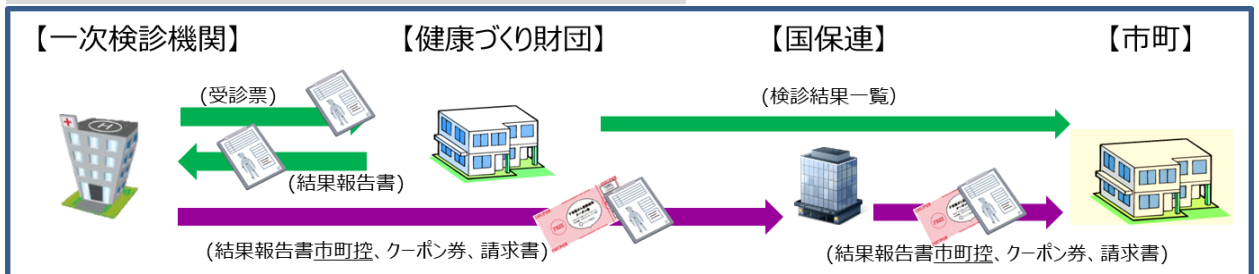 【一次検診機関】
【健康づくり財団】
【国保連】
【市町】
(受診票)
(検診結果一覧)
(結果報告書)
(結果報告書市町控、クーポン券、請求書)
(結果報告書市町控、クーポン券、請求書)